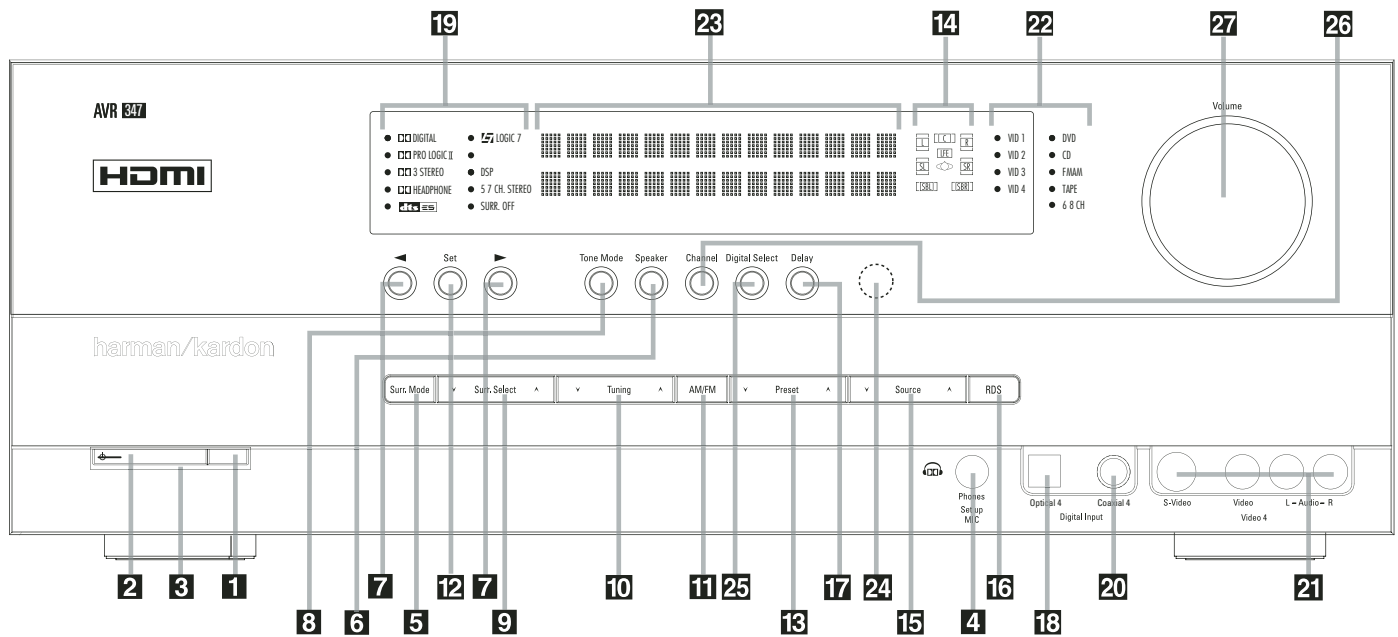 19 23 14 22 27 26
AVR 347
HDMI
DIGITAL
PRO LOGIC II
3 STEREO
HEADPHONE
dts ES
LOGIC 7
DSP
5 7 CH. STEREO
SURR. OFF
L C R
LFE
SL SR
SBL SBR
VID 1
VID 2
VID 3
VID 4
DVD
CD
FMAM
TAPE
6 8 CH
Volume
Set
Tone Mode
Speaker
Channel
Digital Select
Delay
harman/kardon
Surr. Mode
Surr. Select
Tuning
AM/FM
Preset
Source
RDS
Phones
Set up
MIC
Optical 4
Coaxial 4
Digital Input
S-Video
Video
L – Audio – R
Video 4
2 3 1 7 12 7 10 11 25 17 24 16 20 21
8 6 5 9 13 15 4 18